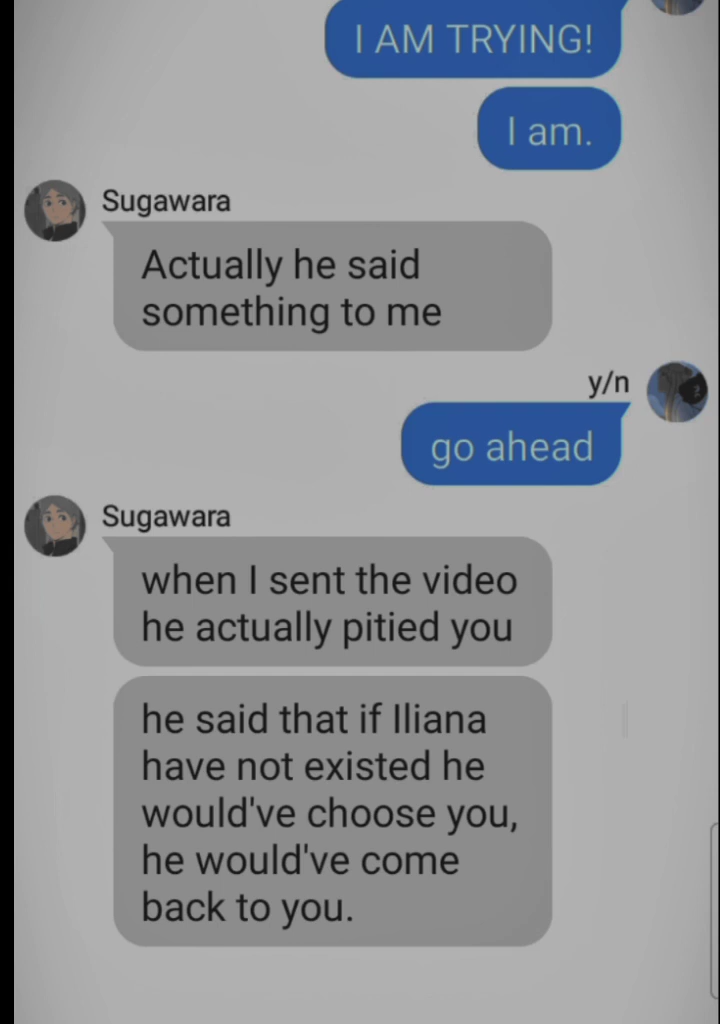 I AM TRYING!
I am.
Sugawara
Actually he said
something to me
y/n
go ahead
Sugawara
when I sent the video
he actually pitied you
he said that if Iliana
have not existed he
would've choose you,
he would've come
back to you.